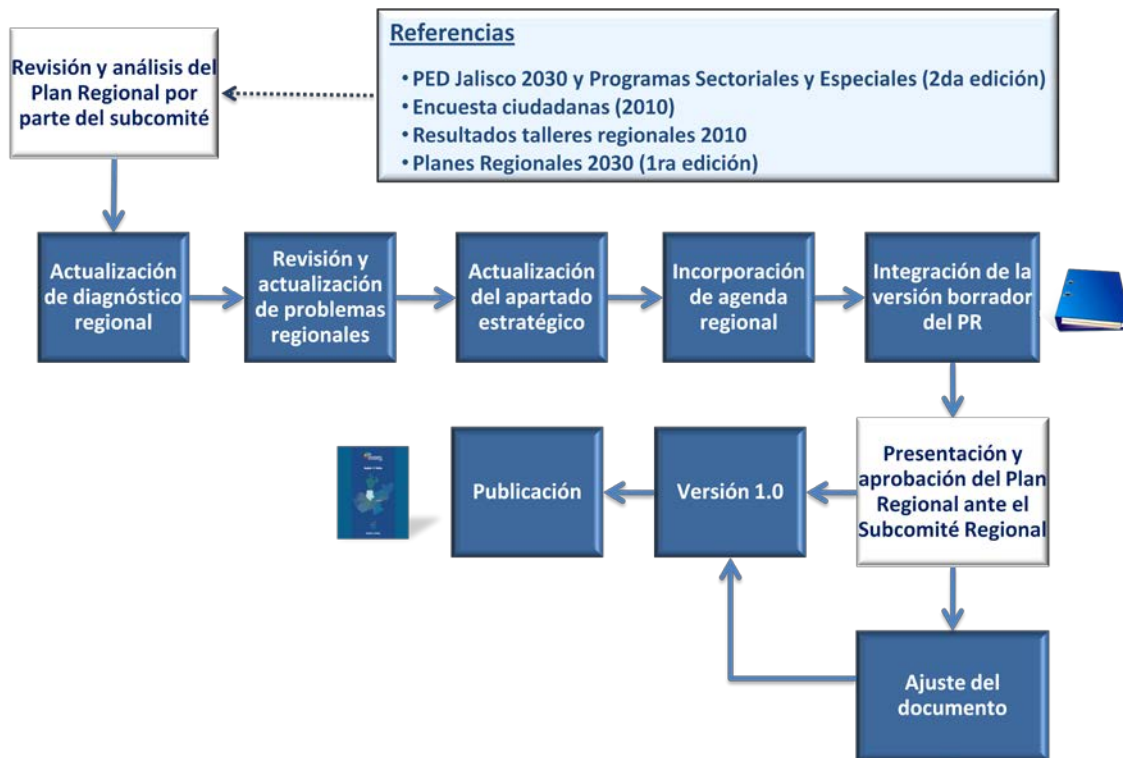 Revisión y análisis del
Plan Regional por
parte del subcomité
Referencias
• PED Jalisco 2030 y Programas Sectoriales y Especiales (2da edición)
• Encuesta ciudadanas (2010)
• Resultados talleres regionales 2010
• Planes Regionales 2030 (1ra edición)
Actualización
de diagnóstico
regional
Revisión y
actualización
de problemas
regionales
Actualización
del apartado
estratégico
Incorporación
de agenda
regional
Integración de la
versión borrador
del PR
Presentación y
aprobación del Plan
Regional ante el
Subcomité Regional
Versión 1.0
Publicación
Ajuste del
documento